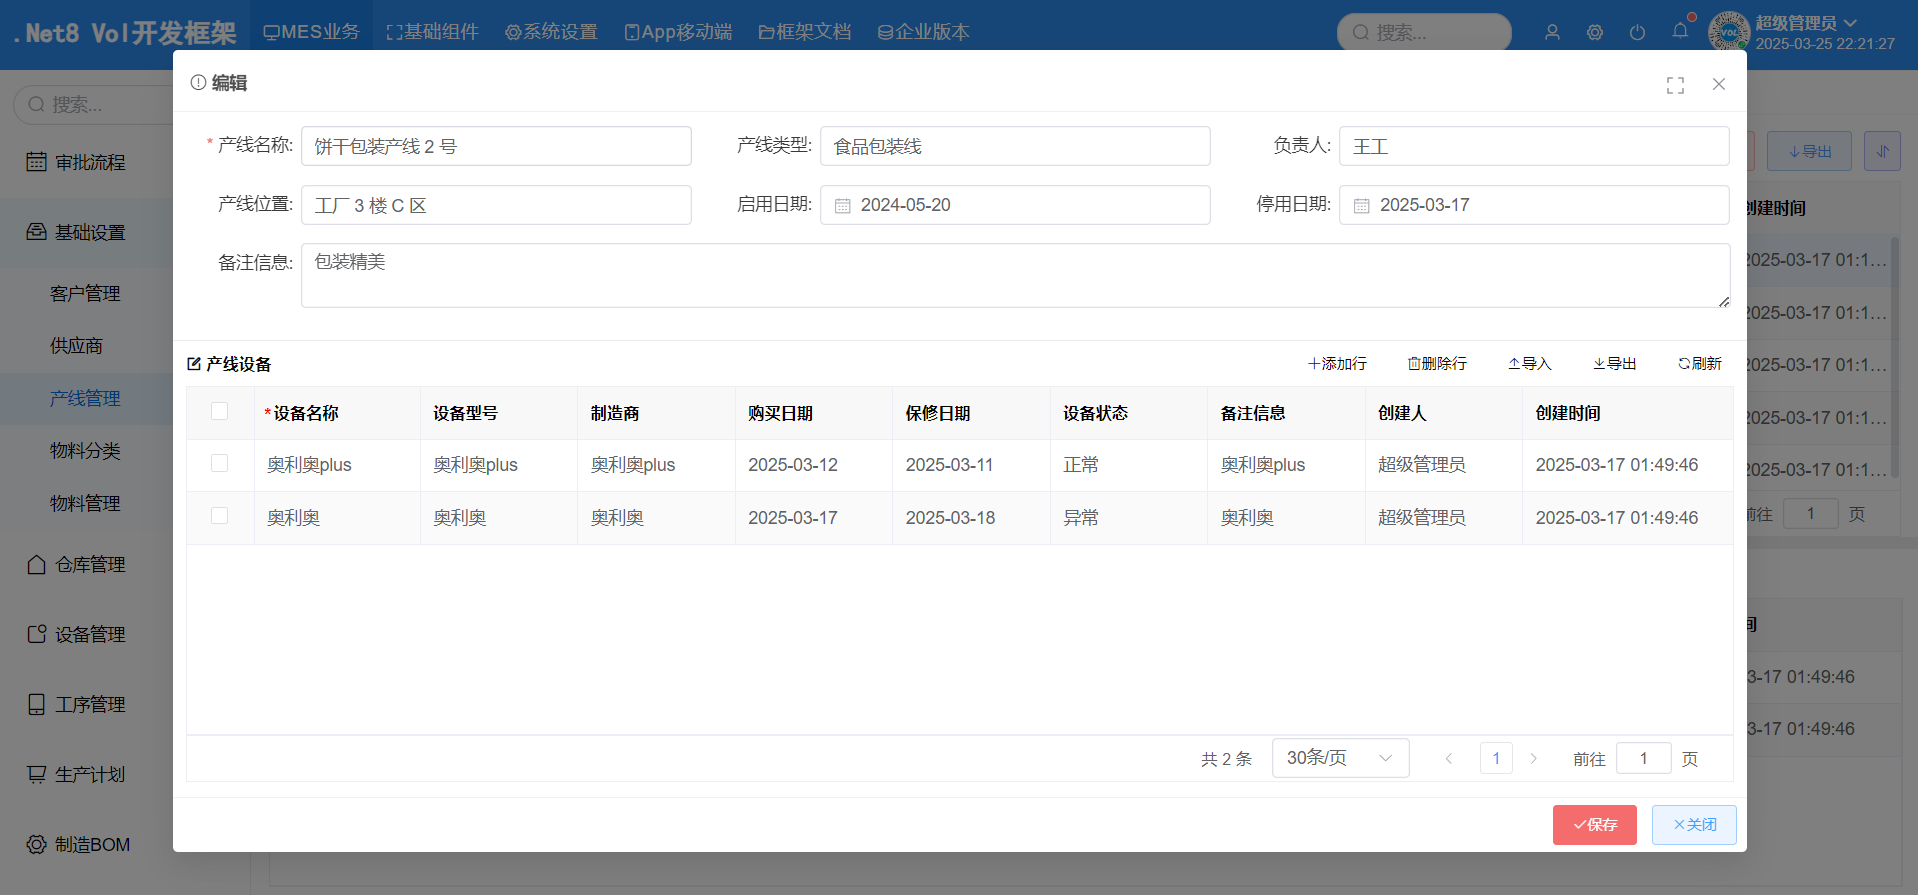 .Net8 Vol开发框架
MES业务 基础组件 系统设置 App移动端 框架文档 企业版本
搜索...
超级管理员
2025-03-25 22:21:27
搜索...
审批流程
基础设置
客户管理
供应商
产线管理
物料分类
物料管理
仓库管理
设备管理
工序管理
生产计划
制造BOM
编辑
* 产线名称: 饼干包装产线 2 号 产线类型: 食品包装线 负责人: 王工
产线位置: 工厂 3 楼 C 区 启用日期: 2024-05-20 停用日期: 2025-03-17
备注信息: 包装精美
产线设备 添加行 删除行 导入 导出 刷新
*设备名称 设备型号 制造商 购买日期 保修日期 设备状态 备注信息 创建人 创建时间
奥利奥plus 奥利奥plus 奥利奥plus 2025-03-12 2025-03-11 正常 奥利奥plus 超级管理员 2025-03-17 01:49:46
奥利奥 奥利奥 奥利奥 2025-03-17 2025-03-18 异常 奥利奥 超级管理员 2025-03-17 01:49:46
共 2 条 30条/页 1 前往 1 页
保存 关闭
导出
创建时间
2025-03-17 01:1...
2025-03-17 01:1...
2025-03-17 01:1...
2025-03-17 01:1...
2025-03-17 01:1...
前往 1 页
间
3-17 01:49:46
3-17 01:49:46